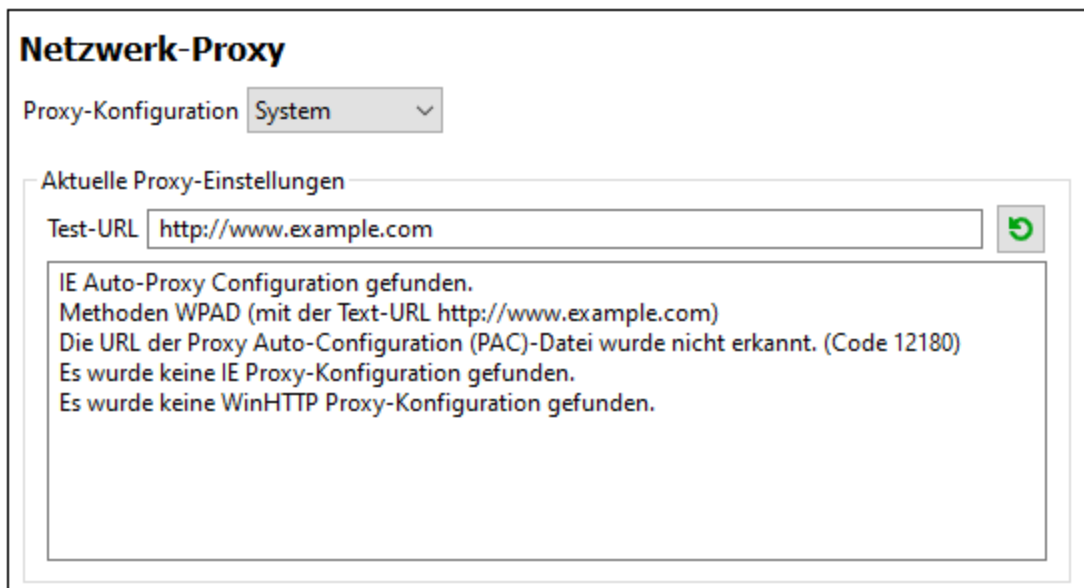 Netzwerk-Proxy
Proxy-Konfiguration System
Aktuelle Proxy-Einstellungen
Test-URL http://www.example.com
IE Auto-Proxy Configuration gefunden.
Methoden WPAD (mit der Text-URL http://www.example.com)
Die URL der Proxy Auto-Configuration (PAC)-Datei wurde nicht erkannt. (Code 12180)
Es wurde keine IE Proxy-Konfiguration gefunden.
Es wurde keine WinHTTP Proxy-Konfiguration gefunden.